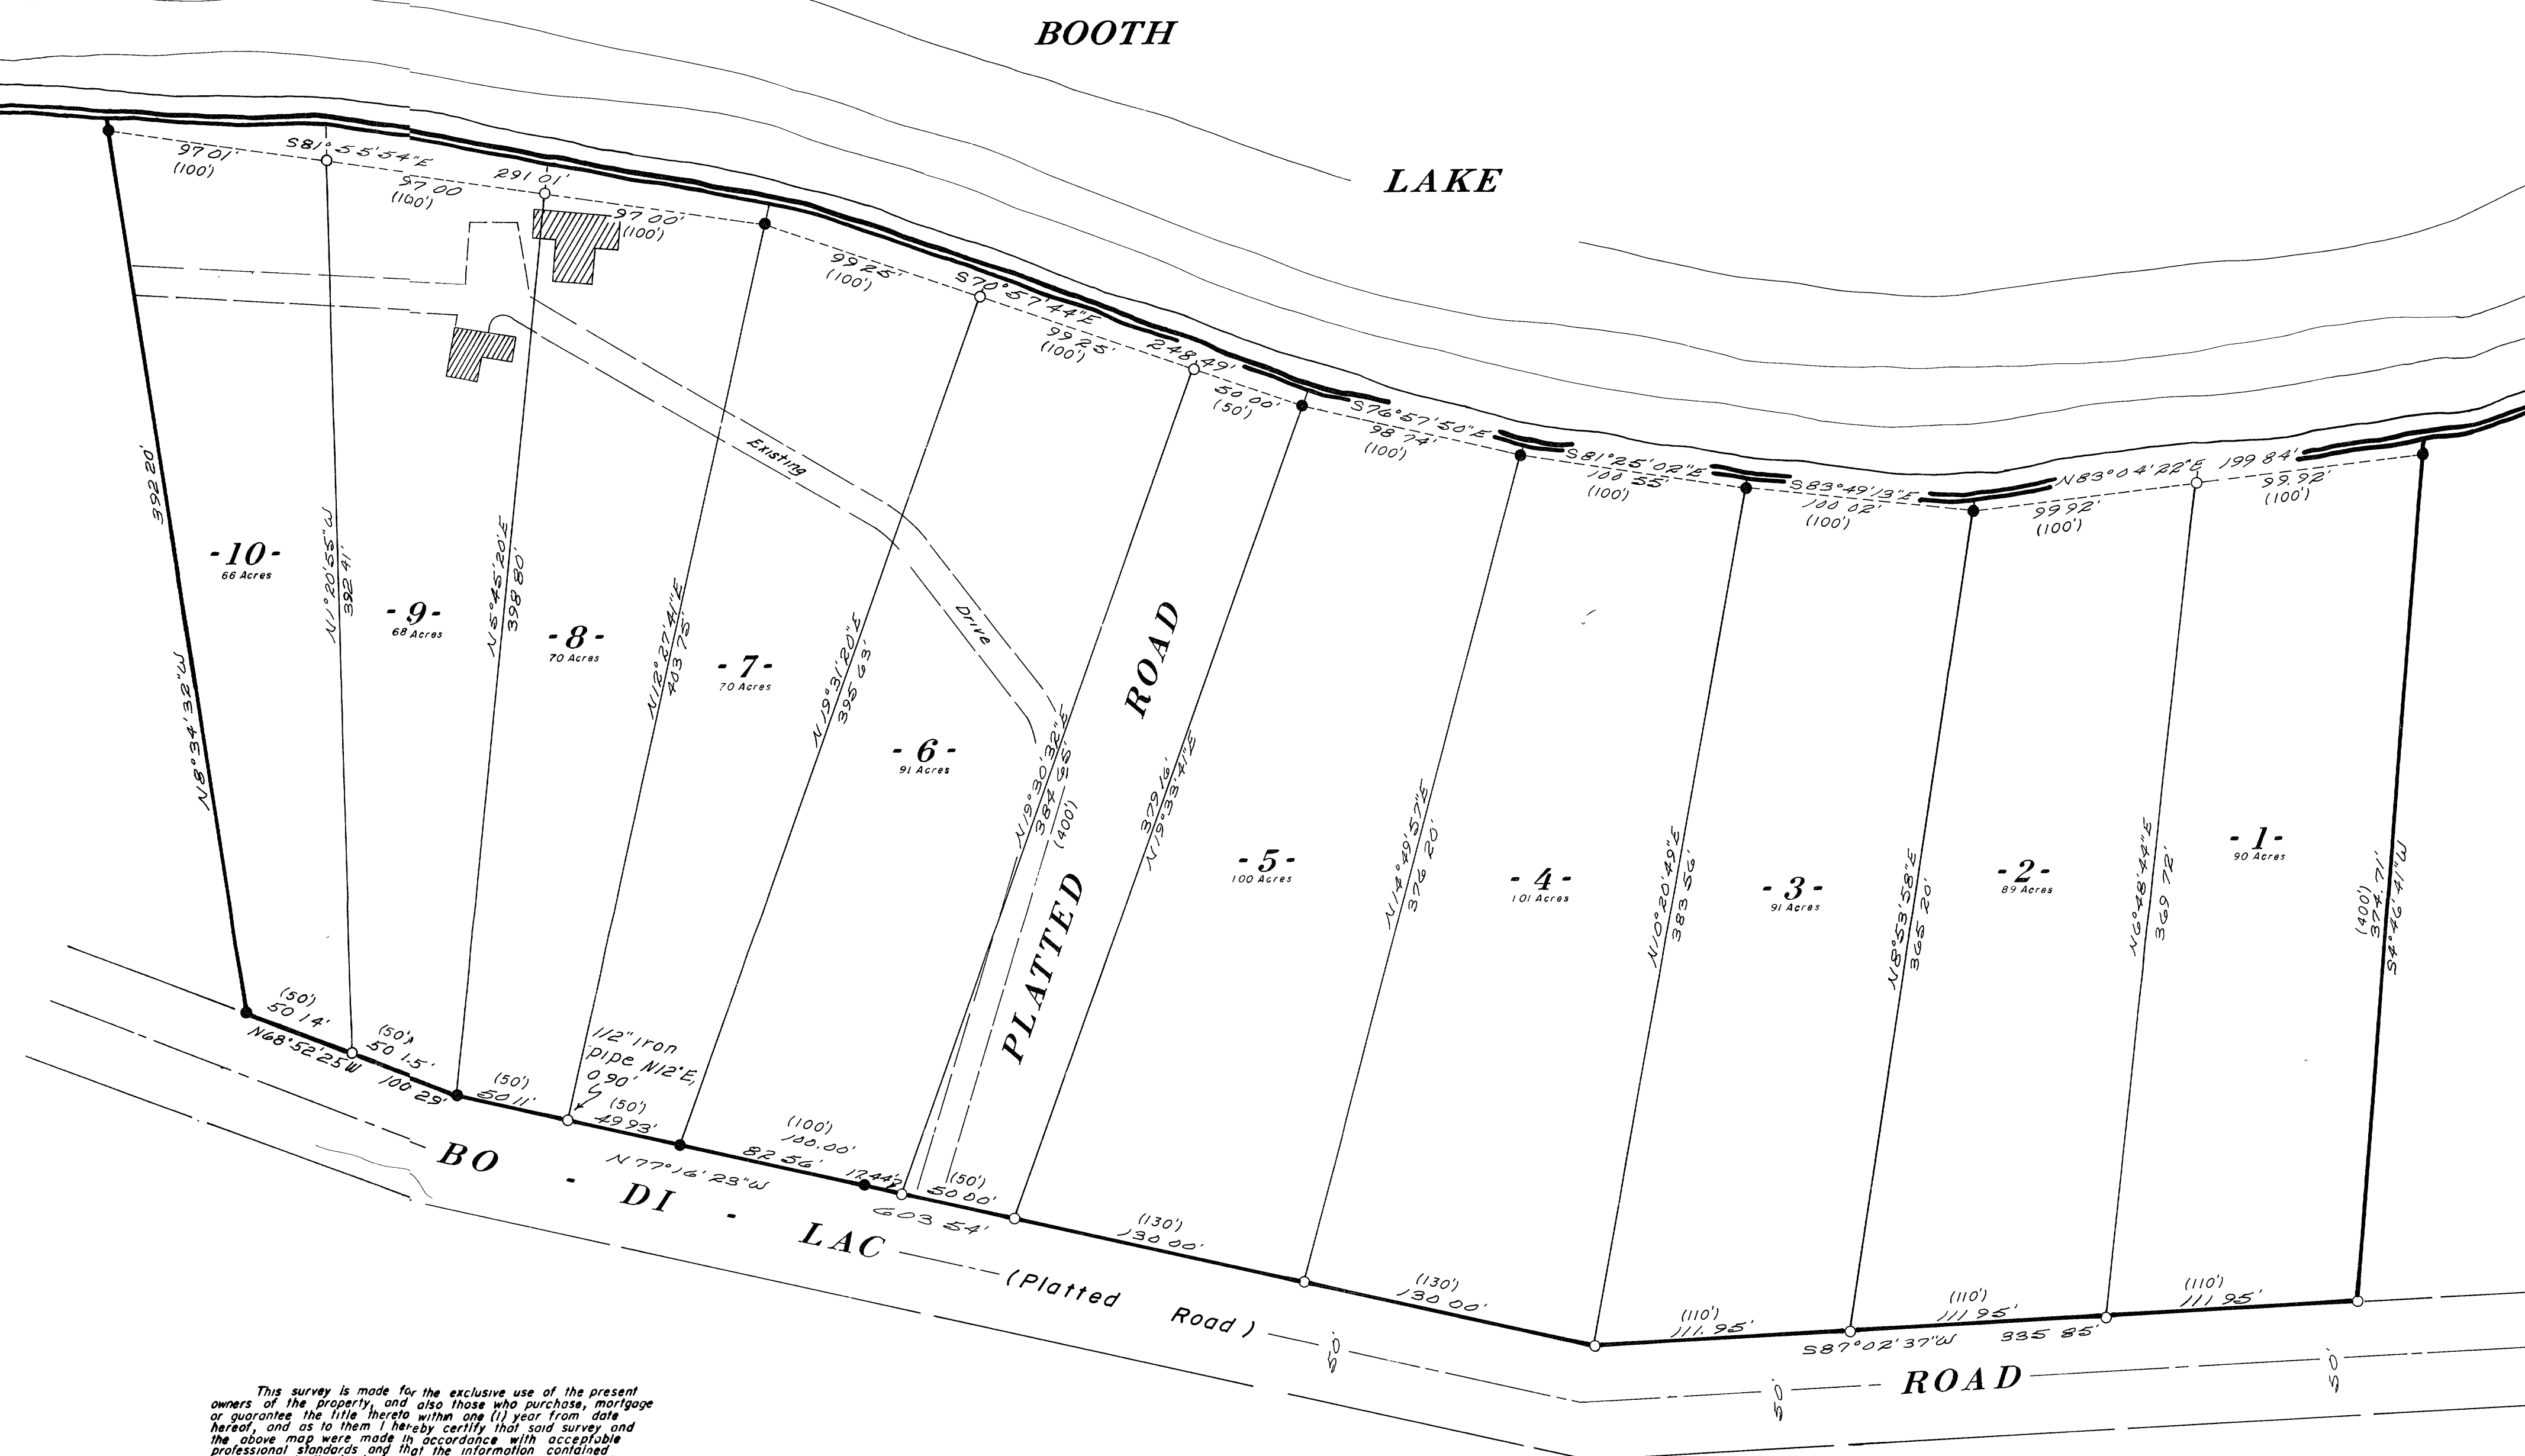 BOOTH
LAKE
97 01'
(100')
S81°55'54"E
97 00
(100')
291 01'
97 00'
(100')
99 25'
(100')
S70°57'44"E
99 25'
(100')
248 49'
50 00'
(50')
S76°57'50"E
98 74'
(100')
S81°25'02"E
100 55'
(100')
S83°49'13"E
100 02'
(100')
N83°04'22"E 199 84'
99 92'
(100')
99.92'
(100')
392 20'
N8°34'32"W
-10-
66 Acres
N1°20'55"W
392 41'
-9-
68 Acres
N5°45'20"E
398 80'
-8-
70 Acres
N12°27'41"E
403 75'
-7-
70 Acres
N19°31'20"E
395 63'
-6-
91 Acres
Existing
Drive
N19°30'32"E
384 65'
(400')
PLATTED ROAD
379.16'
N19°33'41"E
-5-
100 Acres
N14°49'57"E
376 20'
-4-
101 Acres
N10°20'49"E
383 56'
-3-
91 Acres
N8°53'58"E
365 20'
-2-
89 Acres
N6°48'44"E
369 72'
-1-
90 Acres
(400')
374.71'
S4°46'41"W
(50')
50 14'
N68°52'25"W
(50')
50 15'
100 29'
(50')
50 11'
1/2" Iron
pipe N12°E,
0 90'
(50')
49 93'
N 77°16'23"W
(100')
100.00'
82 56'
17.44'
(50')
50 00'
603 54'
(130')
130 00'
(130')
130 00'
(110')
111.95'
S87°02'37"W
(110')
111 95'
335 85'
(110')
111 95'
BO - DI - LAC
(Platted Road)
50'
50'
ROAD
50'
This survey is made for the exclusive use of the present
owners of the property, and also those who purchase, mortgage
or guarantee the title thereto within one (1) year from date
hereof, and as to them I hereby certify that said survey and
the above map were made in accordance with acceptable
professional standards and that the information contained